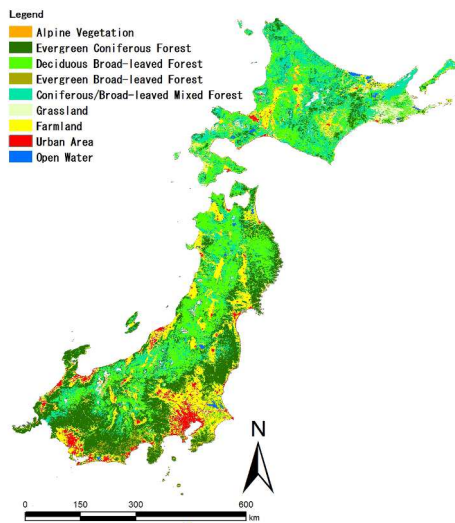 Legend
Alpine Vegetation
Evergreen Coniferous Forest
Deciduous Broad-leaved Forest
Evergreen Broad-leaved Forest
Coniferous/Broad-leaved Mixed Forest
Grassland
Farmland
Urban Area
Open Water
N
0 150 300 600
km